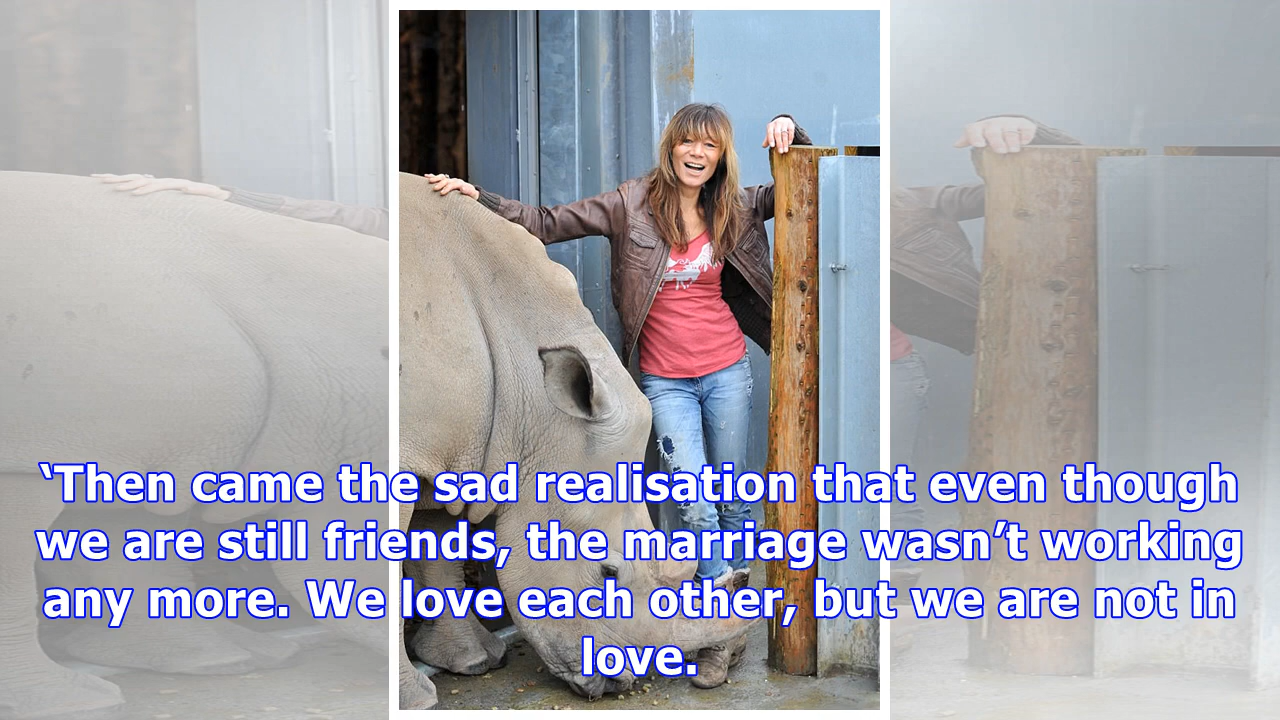 ‘Then came the sad realisation that even though
we are still friends, the marriage wasn’t working
any more. We love each other, but we are not in
love.